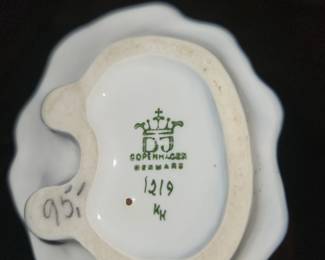 DJ
COPENHAGEN
DENMARK
1219
KH
95,-